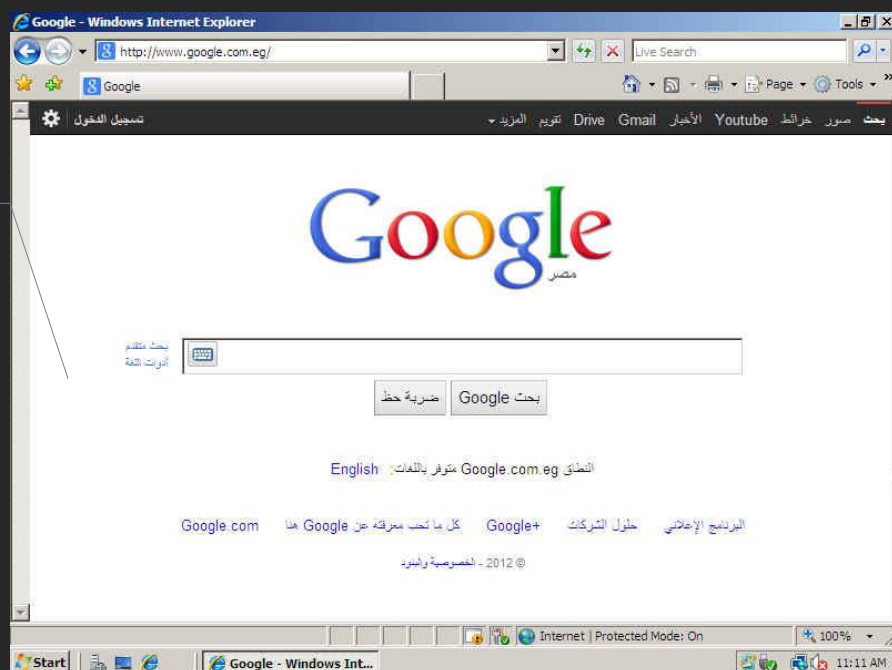 Google - Windows Internet Explorer
http://www.google.com.eg/
Live Search
Google
Page
Tools
بحث صور خرائط Youtube الأخبار Gmail Drive تقويم المزيد
تسجيل الدخول
Google
مصر
بحث متقدم
أدوات اللغة
بحث Google ضربة حظ
النطاق Google.com.eg متوفر باللغات: English
البرنامج الإعلاني حلول الشركات Google+ كل ما تحب معرفته عن Google هنا Google.com
© 2012 - الخصوصية والبنود
Internet | Protected Mode: On
100%
Start
Google - Windows Int...
11:11 AM